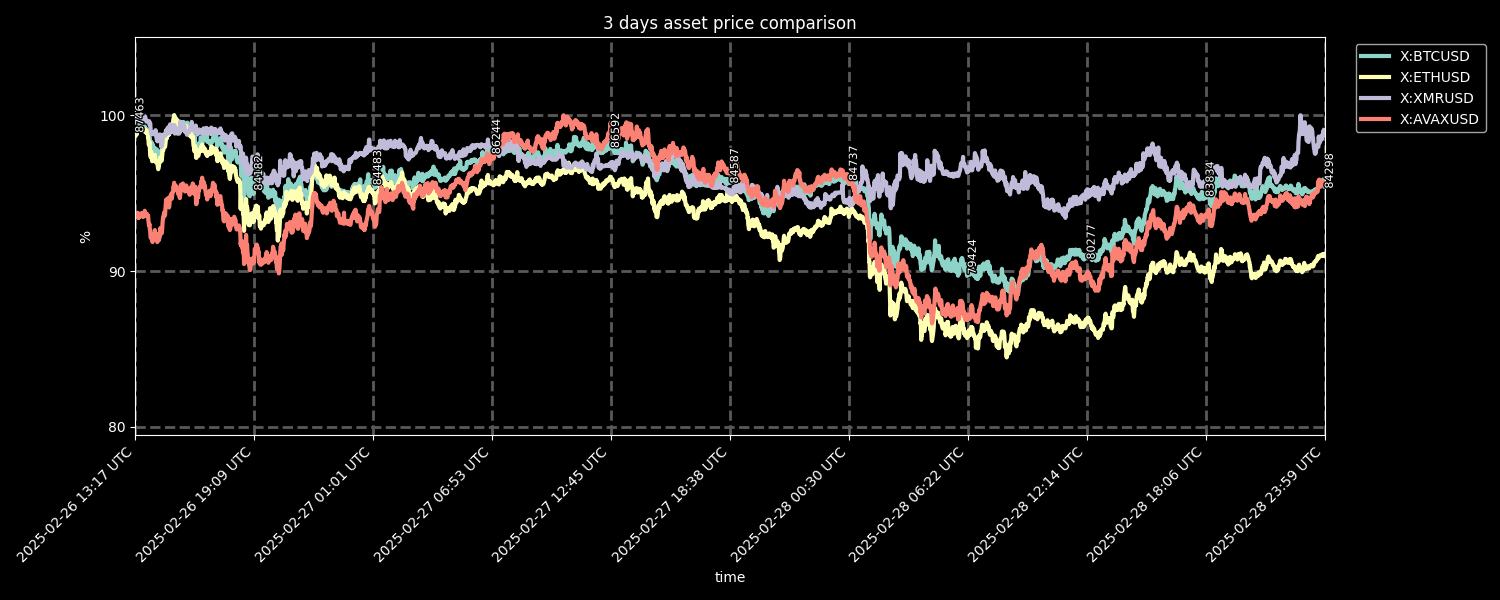 3 days asset price comparison
X:BTCUSD
X:ETHUSD
X:XMRUSD
X:AVAXUSD
%
100
90
80
87463
84182
84483
86244
86592
84587
84737
79424
80277
83834
84298
2025-02-26 13:17 UTC
2025-02-26 19:09 UTC
2025-02-27 01:01 UTC
2025-02-27 06:53 UTC
2025-02-27 12:45 UTC
2025-02-27 18:38 UTC
2025-02-28 00:30 UTC
2025-02-28 06:22 UTC
2025-02-28 12:14 UTC
2025-02-28 18:06 UTC
2025-02-28 23:59 UTC
time